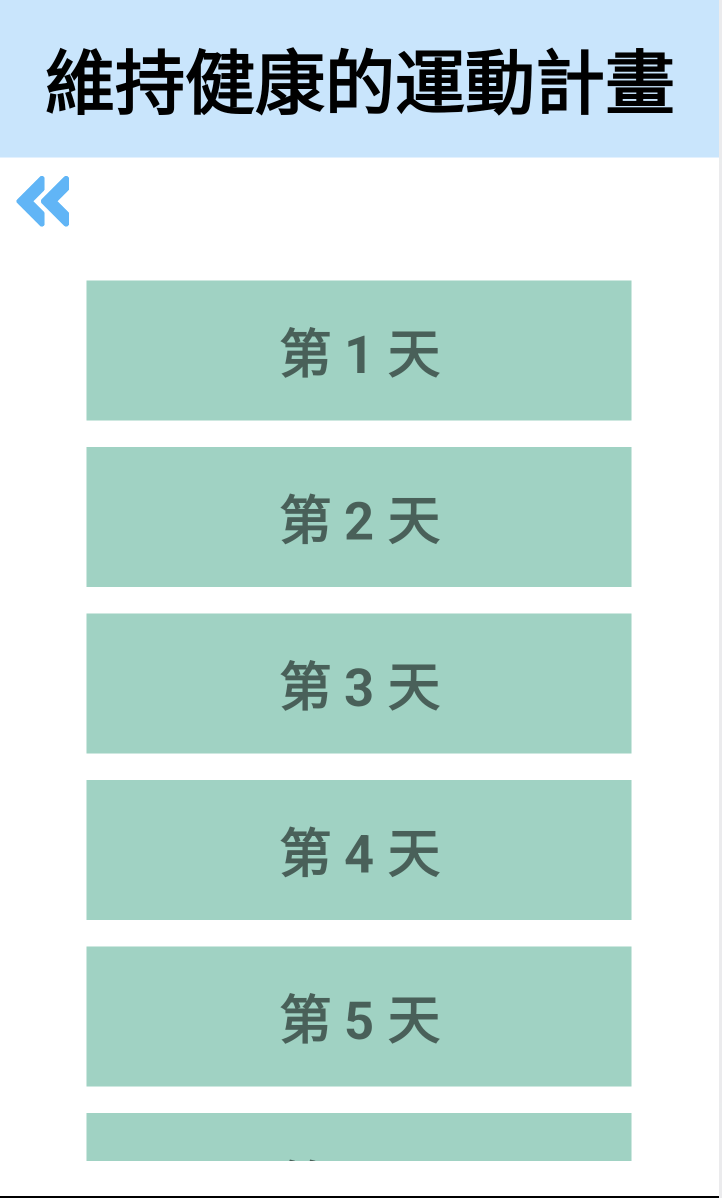 維持健康的運動計畫
第 1 天
第 2 天
第 3 天
第 4 天
第 5 天